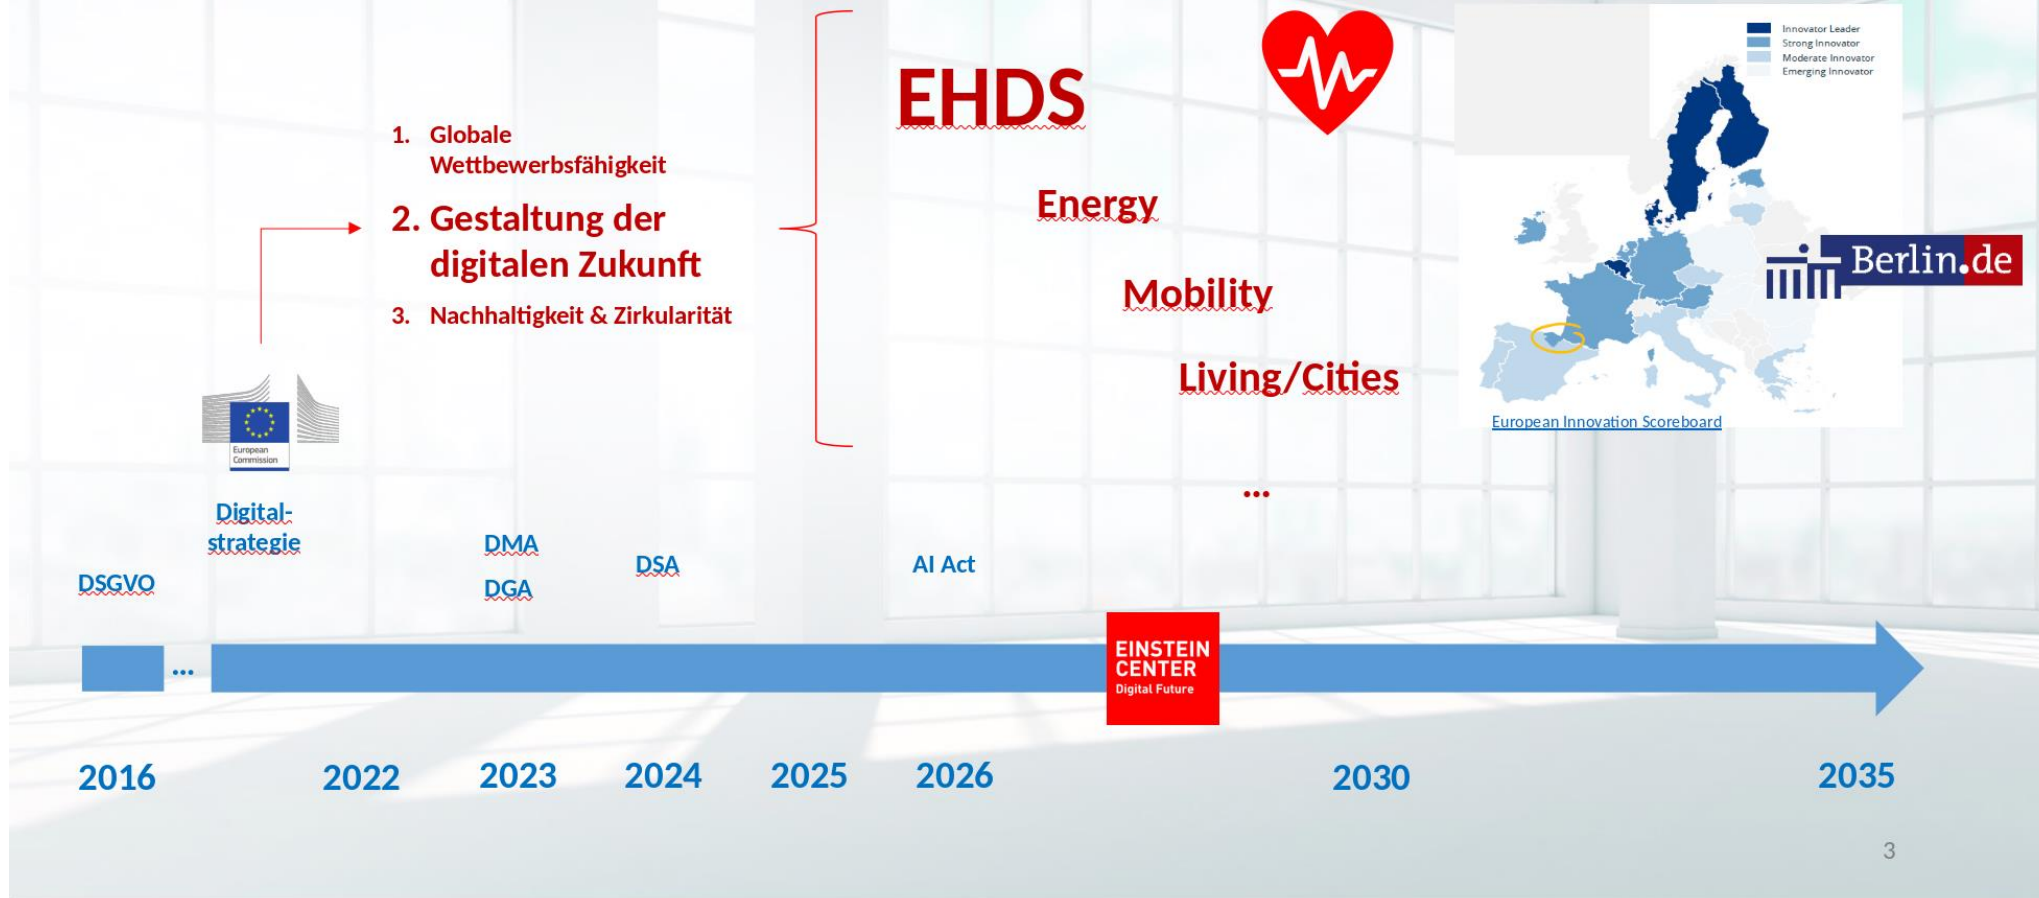 EHDS
Innovator Leader
Strong Innovator
Moderate Innovator
Emerging Innovator
1. Globale
Wettbewerbsfähigkeit
2. Gestaltung der
digitalen Zukunft
3. Nachhaltigkeit & Zirkularität
Energy
Mobility
Living/Cities
...
Berlin.de
European Innovation Scoreboard
European
Commission
Digital-
strategie
DSGVO
DMA
DGA
DSA
AI Act
...
EINSTEIN
CENTER
Digital Future
2016
2022
2023
2024
2025
2026
2030
2035
3